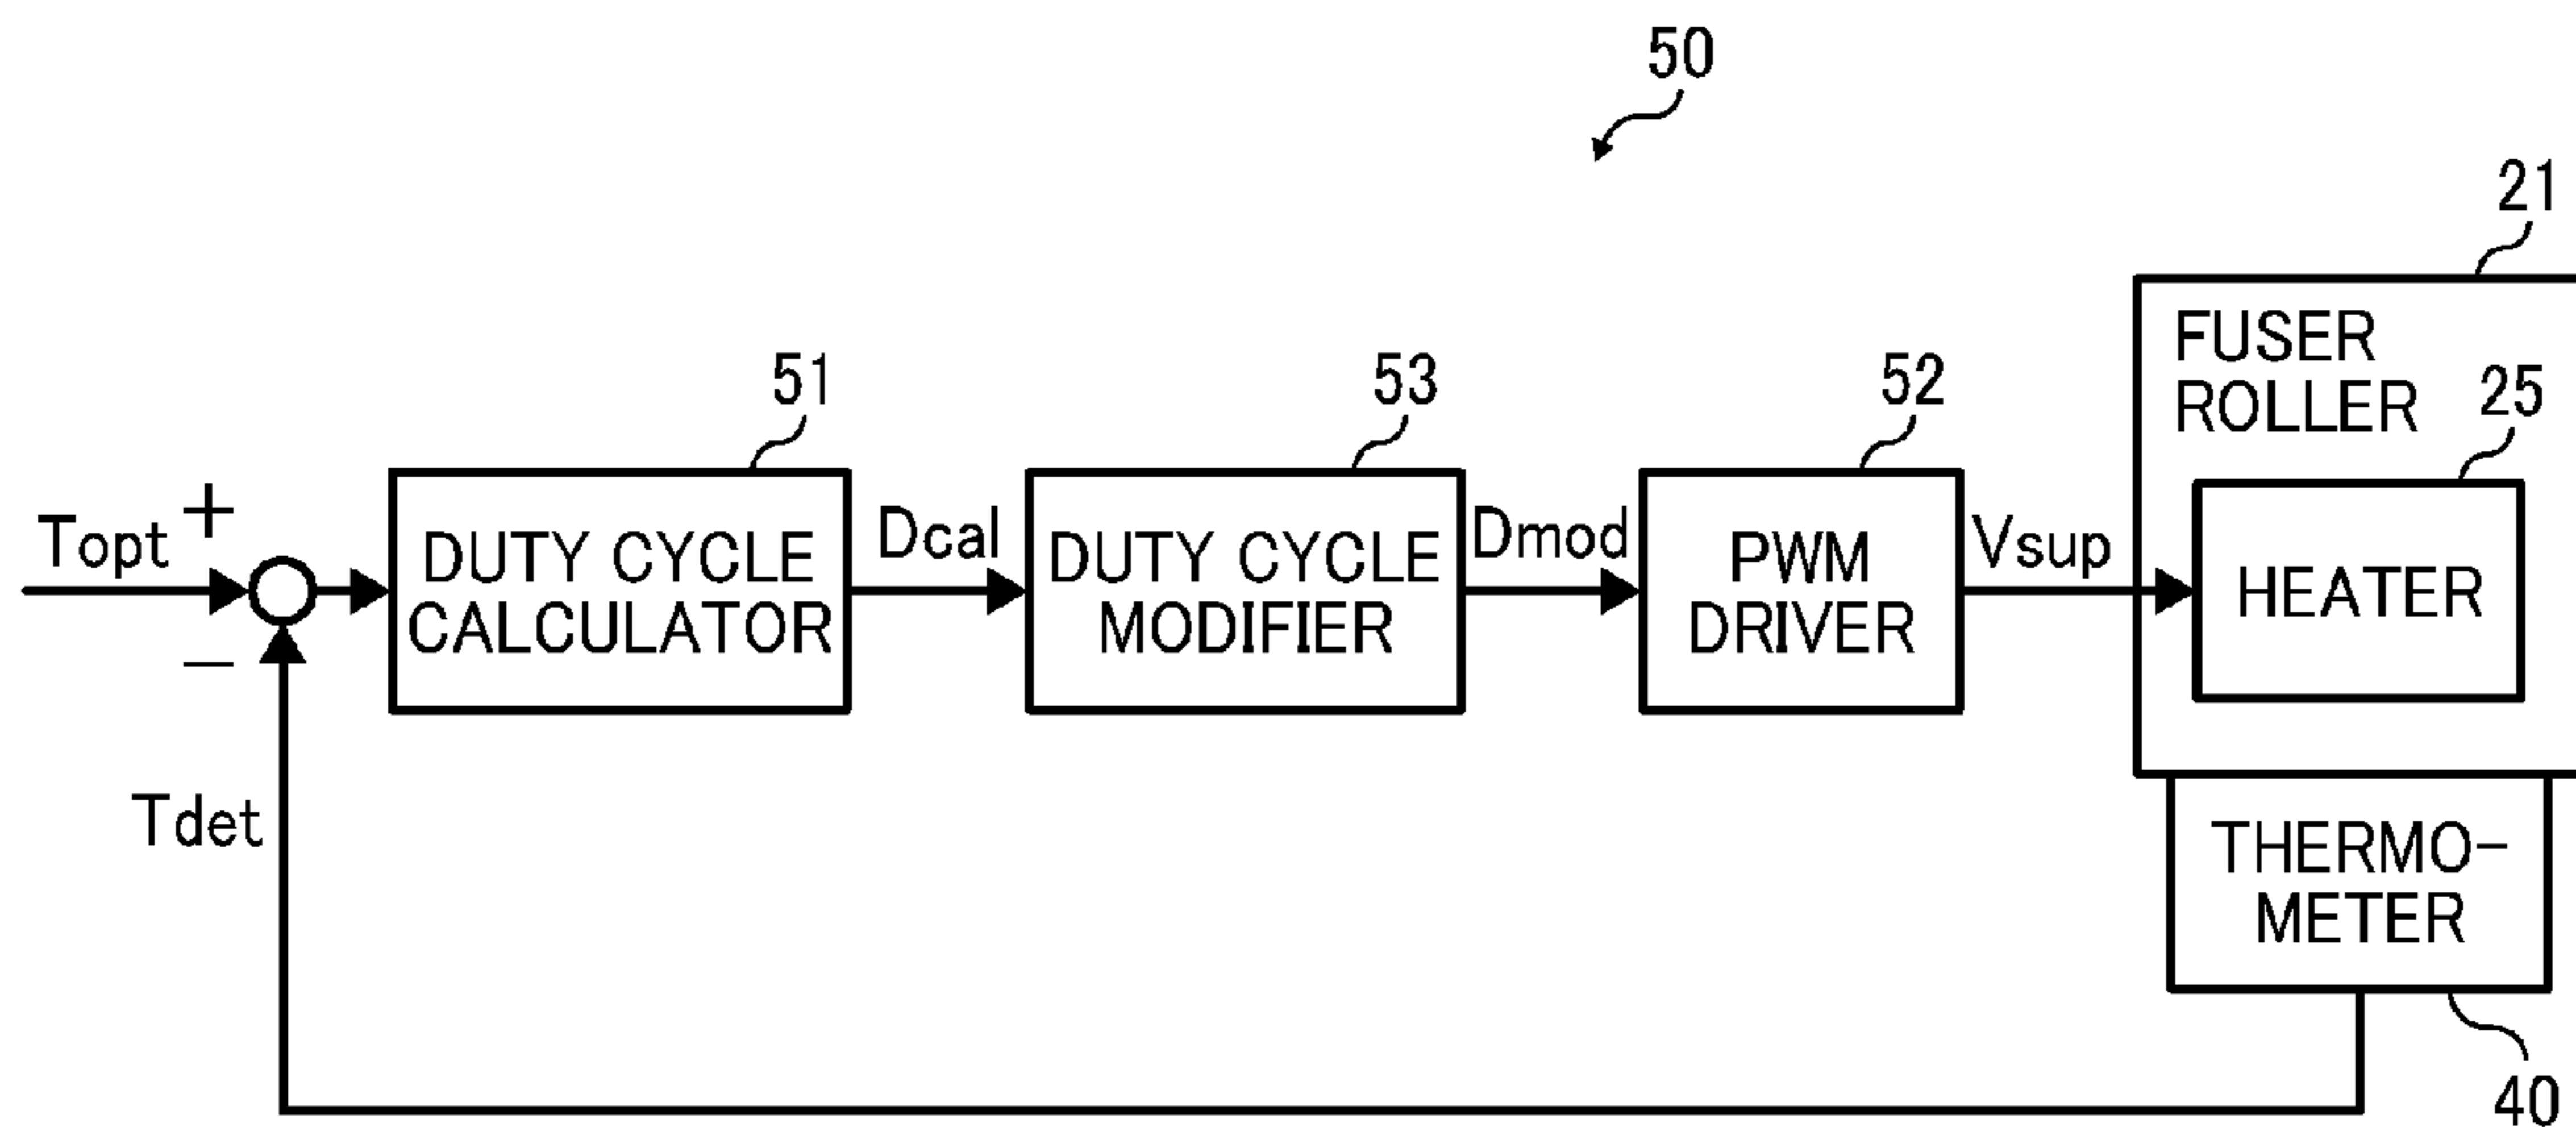 50
21
FUSER
ROLLER
51
53
52
25
Topt
+
DUTY CYCLE
CALCULATOR
Dcal
DUTY CYCLE
MODIFIER
Dmod
PWM
DRIVER
Vsup
HEATER
−
Tdet
THERMO-
METER
40